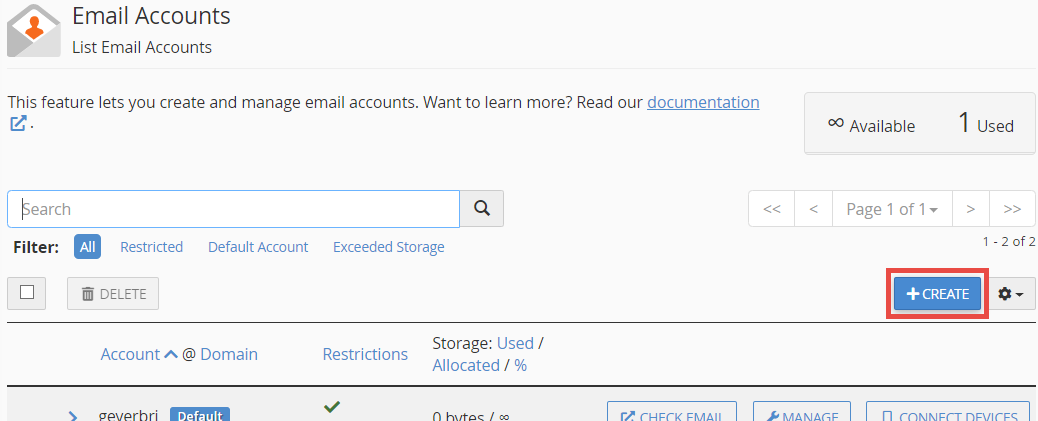 Email Accounts
List Email Accounts
This feature lets you create and manage email accounts. Want to learn more? Read our documentation
.
∞ Available 1 Used
Search
<< < Page 1 of 1 > >>
Filter: All Restricted Default Account Exceeded Storage
1 - 2 of 2
DELETE
+ CREATE
Account @ Domain
Restrictions
Storage: Used /
Allocated / %
geverbri Default
0 bytes / ∞
CHECK EMAIL
MANAGE
CONNECT DEVICES